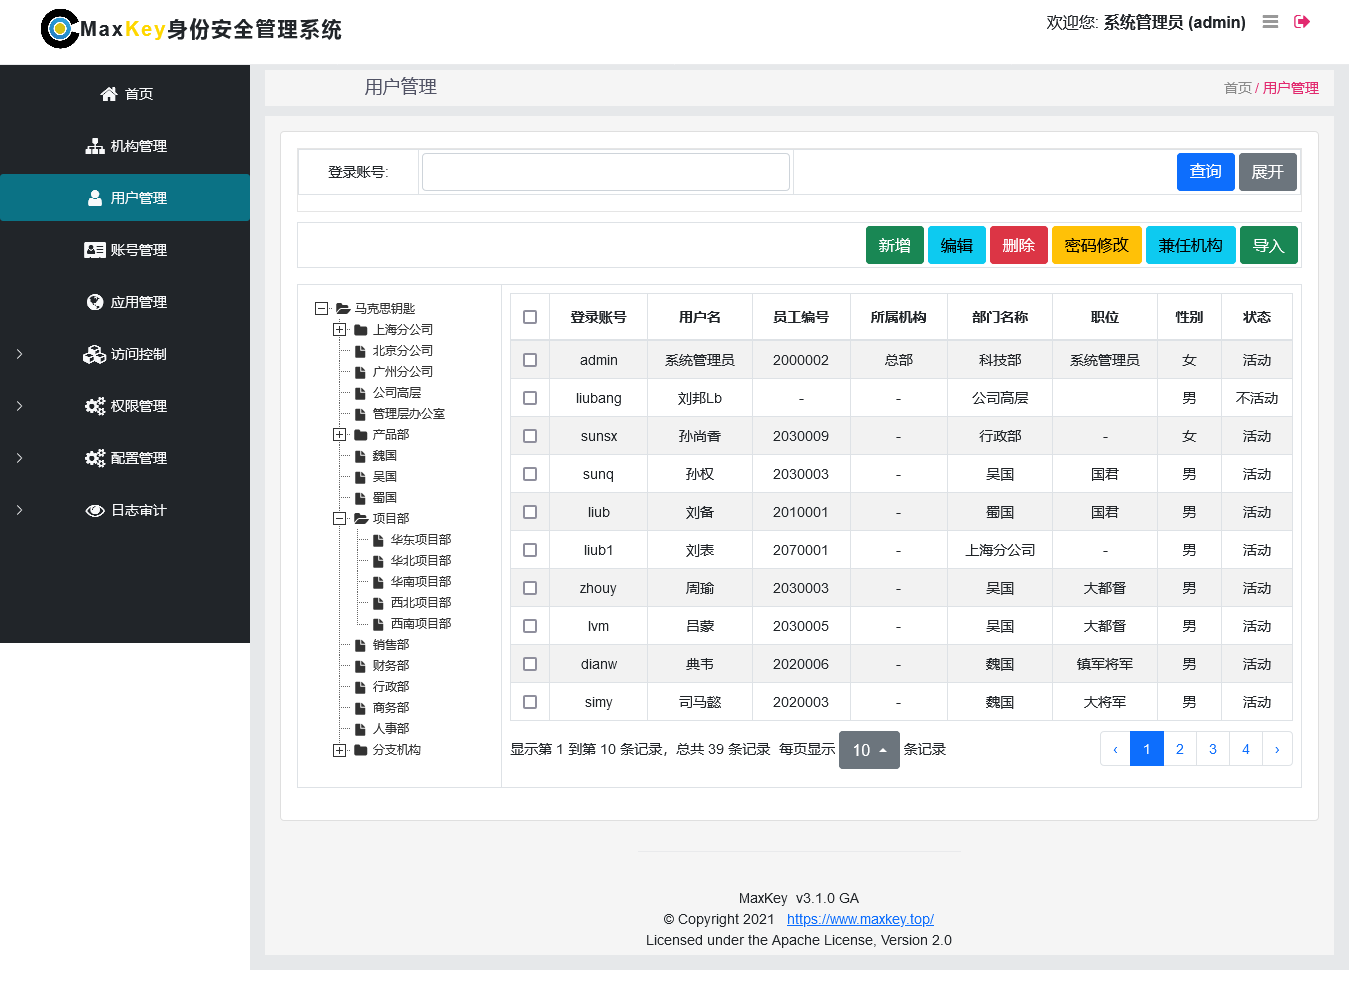 MaxKey身份安全管理系统
欢迎您: 系统管理员 (admin)
首页
机构管理
用户管理
账号管理
应用管理
访问控制
权限管理
配置管理
日志审计
用户管理
首页 / 用户管理
登录账号:
查询 展开
新增 编辑 删除 密码修改 兼任机构 导入
马克思钥匙
上海分公司
北京分公司
广州分公司
公司高层
管理层办公室
产品部
魏国
吴国
蜀国
项目部
华东项目部
华北项目部
华南项目部
西北项目部
西南项目部
销售部
财务部
行政部
商务部
人事部
分支机构
登录账号 用户名 员工编号 所属机构 部门名称 职位 性别 状态
admin 系统管理员 2000002 总部 科技部 系统管理员 女 活动
liubang 刘邦Lb - - 公司高层 男 不活动
sunsx 孙尚香 2030009 - 行政部 - 女 活动
sunq 孙权 2030003 - 吴国 国君 男 活动
liub 刘备 2010001 - 蜀国 国君 男 活动
liub1 刘表 2070001 - 上海分公司 - 男 活动
zhouy 周瑜 2030003 - 吴国 大都督 男 活动
lvm 吕蒙 2030005 - 吴国 大都督 男 活动
dianw 典韦 2020006 - 魏国 镇军将军 男 活动
simy 司马懿 2020003 - 魏国 大将军 男 活动
显示第 1 到第 10 条记录，总共 39 条记录 每页显示 10 条记录
‹ 1 2 3 4 ›
MaxKey v3.1.0 GA
© Copyright 2021 https://www.maxkey.top/
Licensed under the Apache License, Version 2.0